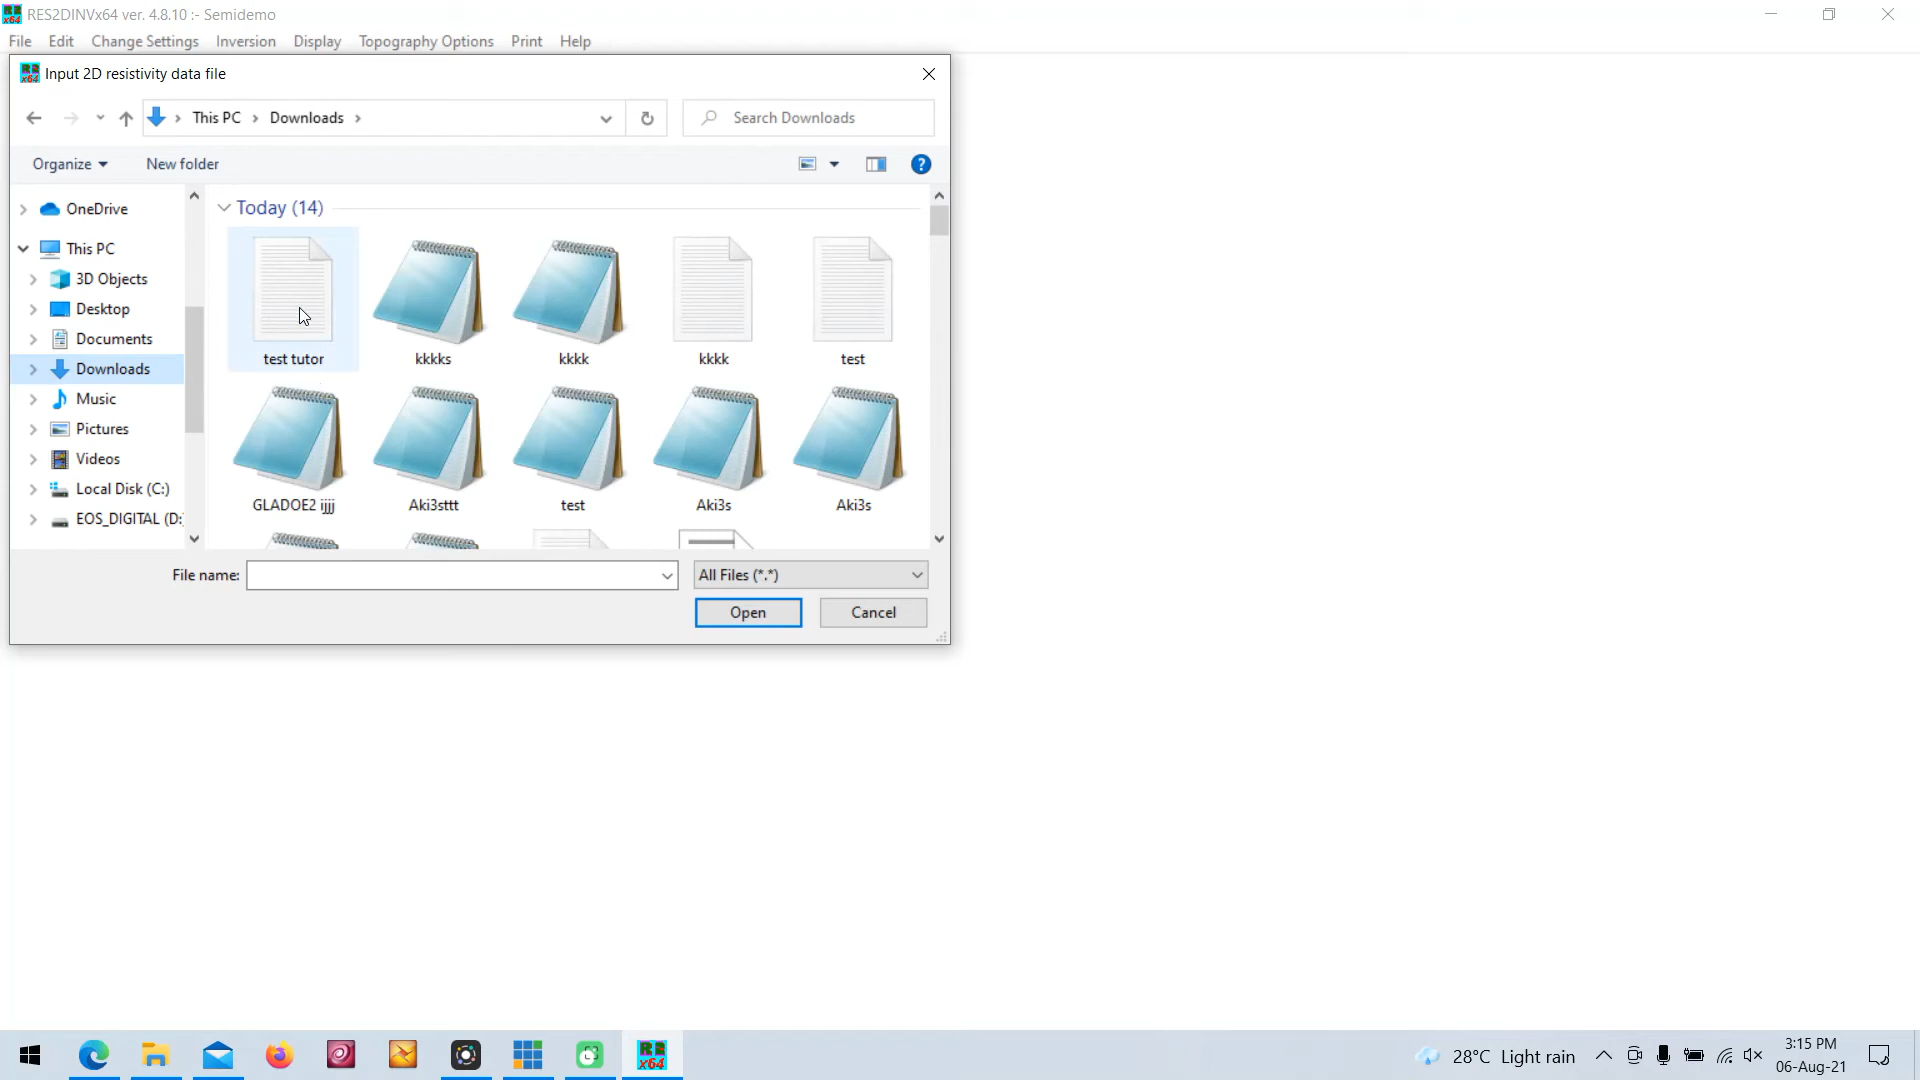 RES2DINVx64 ver. 4.8.10 :- Semidemo
File Edit Change Settings Inversion Display Topography Options Print Help
Input 2D resistivity data file
This PC Downloads
Search Downloads
Organize New folder
OneDrive
This PC
3D Objects
Desktop
Documents
Downloads
Music
Pictures
Videos
Local Disk (C:)
EOS_DIGITAL (D:
Today (14)
test tutor kkkks kkkk kkkk test
GLADOE2 ijjj Aki3sttt test Aki3s Aki3s
File name: All Files (*.*)
Open Cancel
28°C Light rain
3:15 PM
06-Aug-21